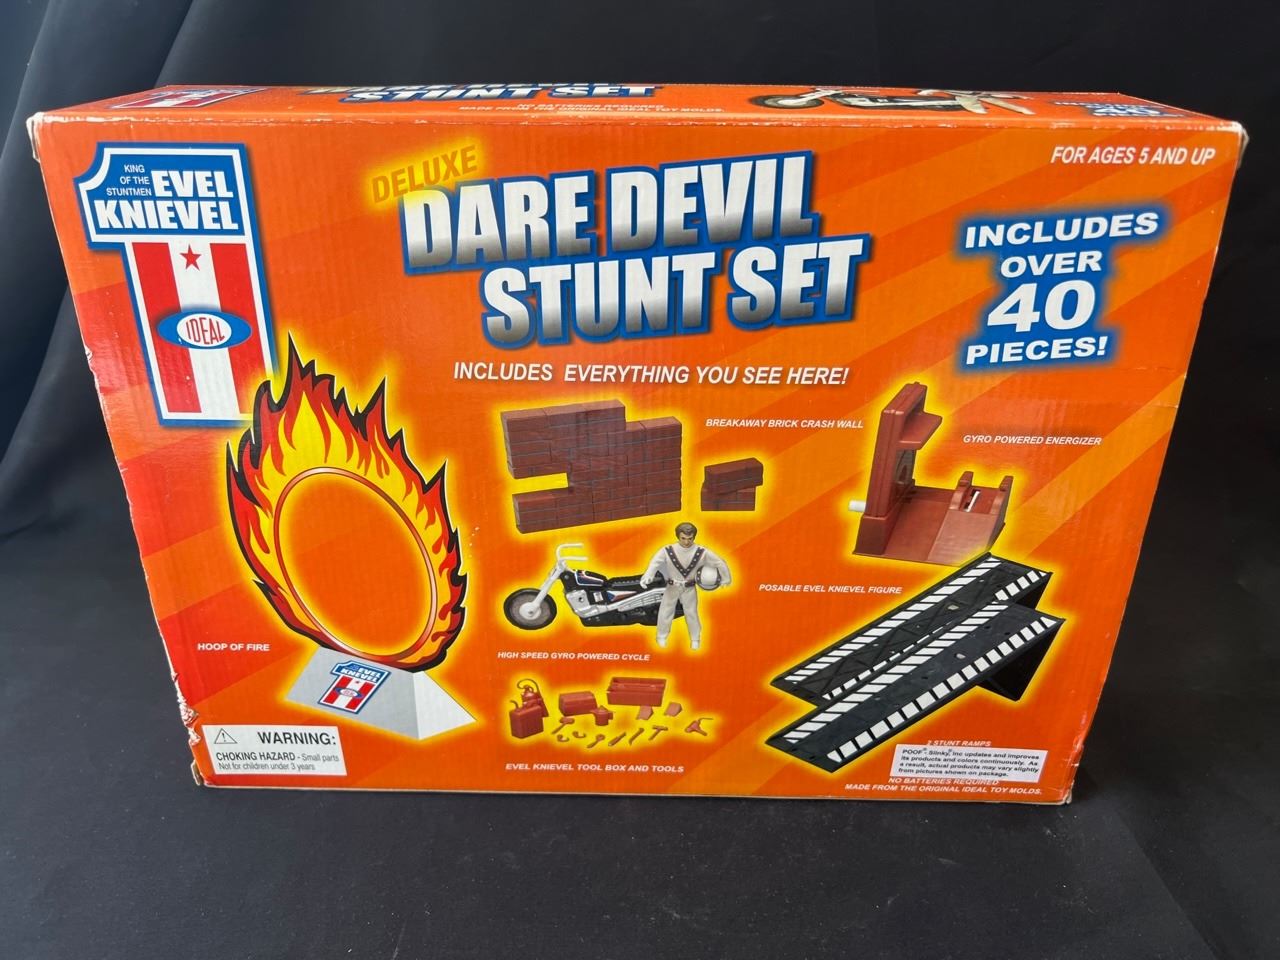 STUNT SET
NO BATTERIES REQUIRED
MADE FROM THE ORIGINAL IDEAL TOY MOLDS.
KING
OF THE
STUNTMEN
EVEL
KNIEVEL
IDEAL
DELUXE
DARE DEVIL
STUNT SET
FOR AGES 5 AND UP
INCLUDES
OVER
40
PIECES!
INCLUDES EVERYTHING YOU SEE HERE!
BREAKAWAY BRICK CRASH WALL
GYRO POWERED ENERGIZER
POSABLE EVEL KNIEVEL FIGURE
HOOP OF FIRE
HIGH SPEED GYRO POWERED CYCLE
EVEL
KNIEVEL
IDEAL
EVEL KNIEVEL TOOL BOX AND TOOLS
WARNING:
CHOKING HAZARD - Small parts
Not for children under 3 years
2 STUNT RAMPS
POOF®-Slinky®, Inc updates and improves
its products and colors continuously. As
a result, actual products may vary slightly
from pictures shown on package.
NO BATTERIES REQUIRED
MADE FROM THE ORIGINAL IDEAL TOY MOLDS.